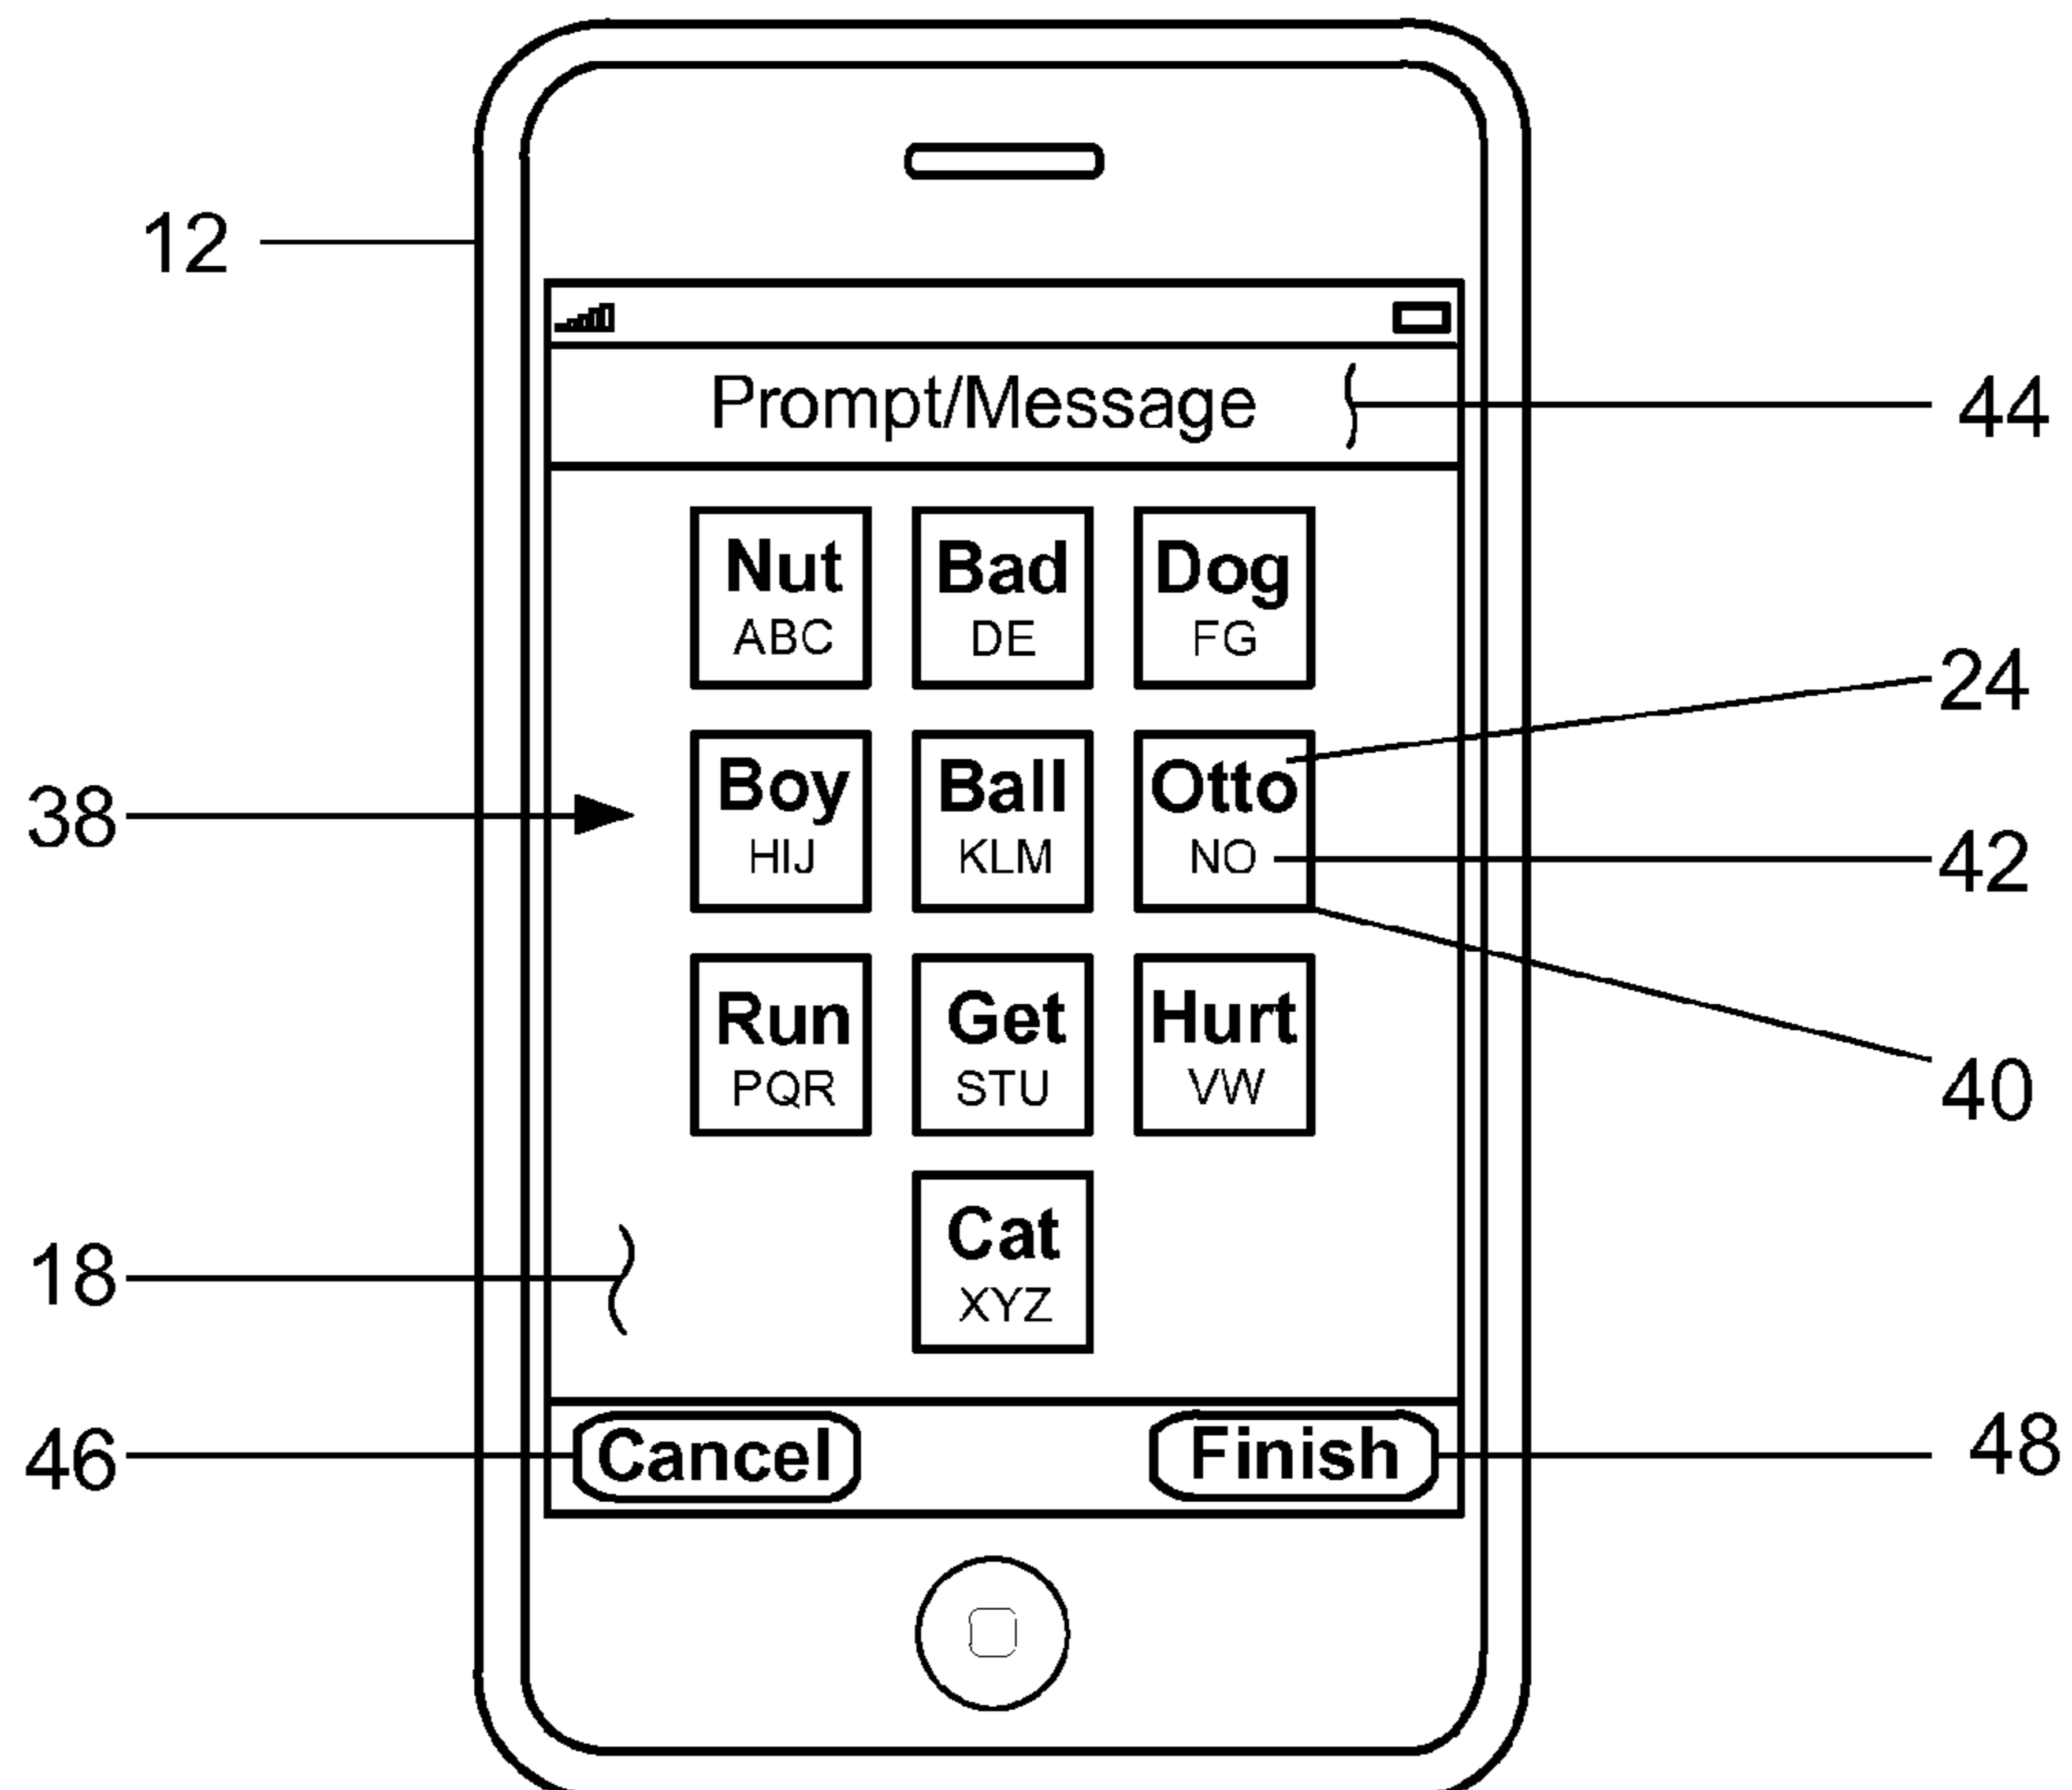 12
Prompt/Message
44
Nut Bad Dog
ABC DE FG
24
Boy Ball Otto
38
HIJ KLM NO
42
Run Get Hurt
PQR STU VW
40
Cat
XYZ
18
46 Cancel Finish 48